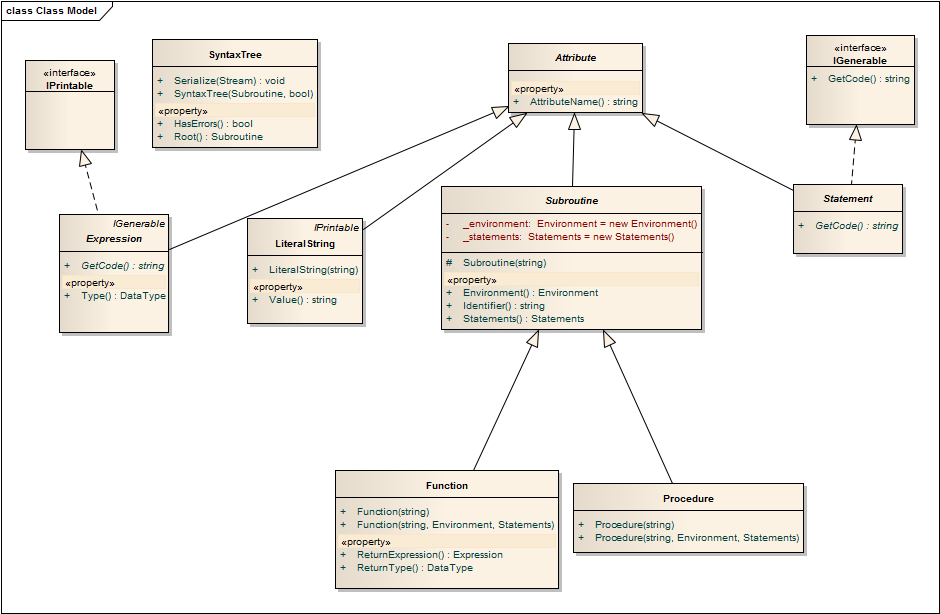 class Class Model
«interface»
IPrintable
SyntaxTree
+ Serialize(Stream) : void
+ SyntaxTree(Subroutine, bool)
«property»
+ HasErrors() : bool
+ Root() : Subroutine
Attribute
«property»
+ AttributeName() : string
«interface»
IGenerable
+ GetCode() : string
IGenerable
Expression
+ GetCode() : string
«property»
+ Type() : DataType
IPrintable
LiteralString
+ LiteralString(string)
«property»
+ Value() : string
Subroutine
- _environment: Environment = new Environment()
- _statements: Statements = new Statements()
# Subroutine(string)
«property»
+ Environment() : Environment
+ Identifier() : string
+ Statements() : Statements
Statement
+ GetCode() : string
Function
+ Function(string)
+ Function(string, Environment, Statements)
«property»
+ ReturnExpression() : Expression
+ ReturnType() : DataType
Procedure
+ Procedure(string)
+ Procedure(string, Environment, Statements)